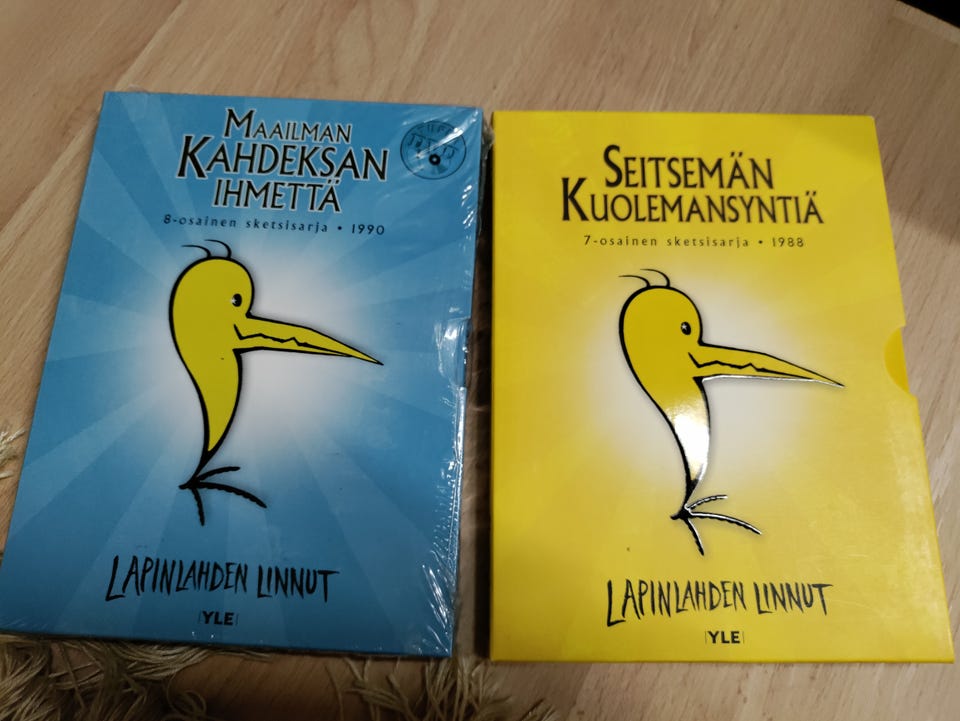 MAAILMAN
KAHDEKSAN
IHMETTÄ
8-osainen sketsisarja • 1990
LAPINLAHDEN LINNUT
YLE
SEITSEMÄN
KUOLEMANSYNTIÄ
7-osainen sketsisarja • 1988
LAPINLAHDEN LINNUT
YLE